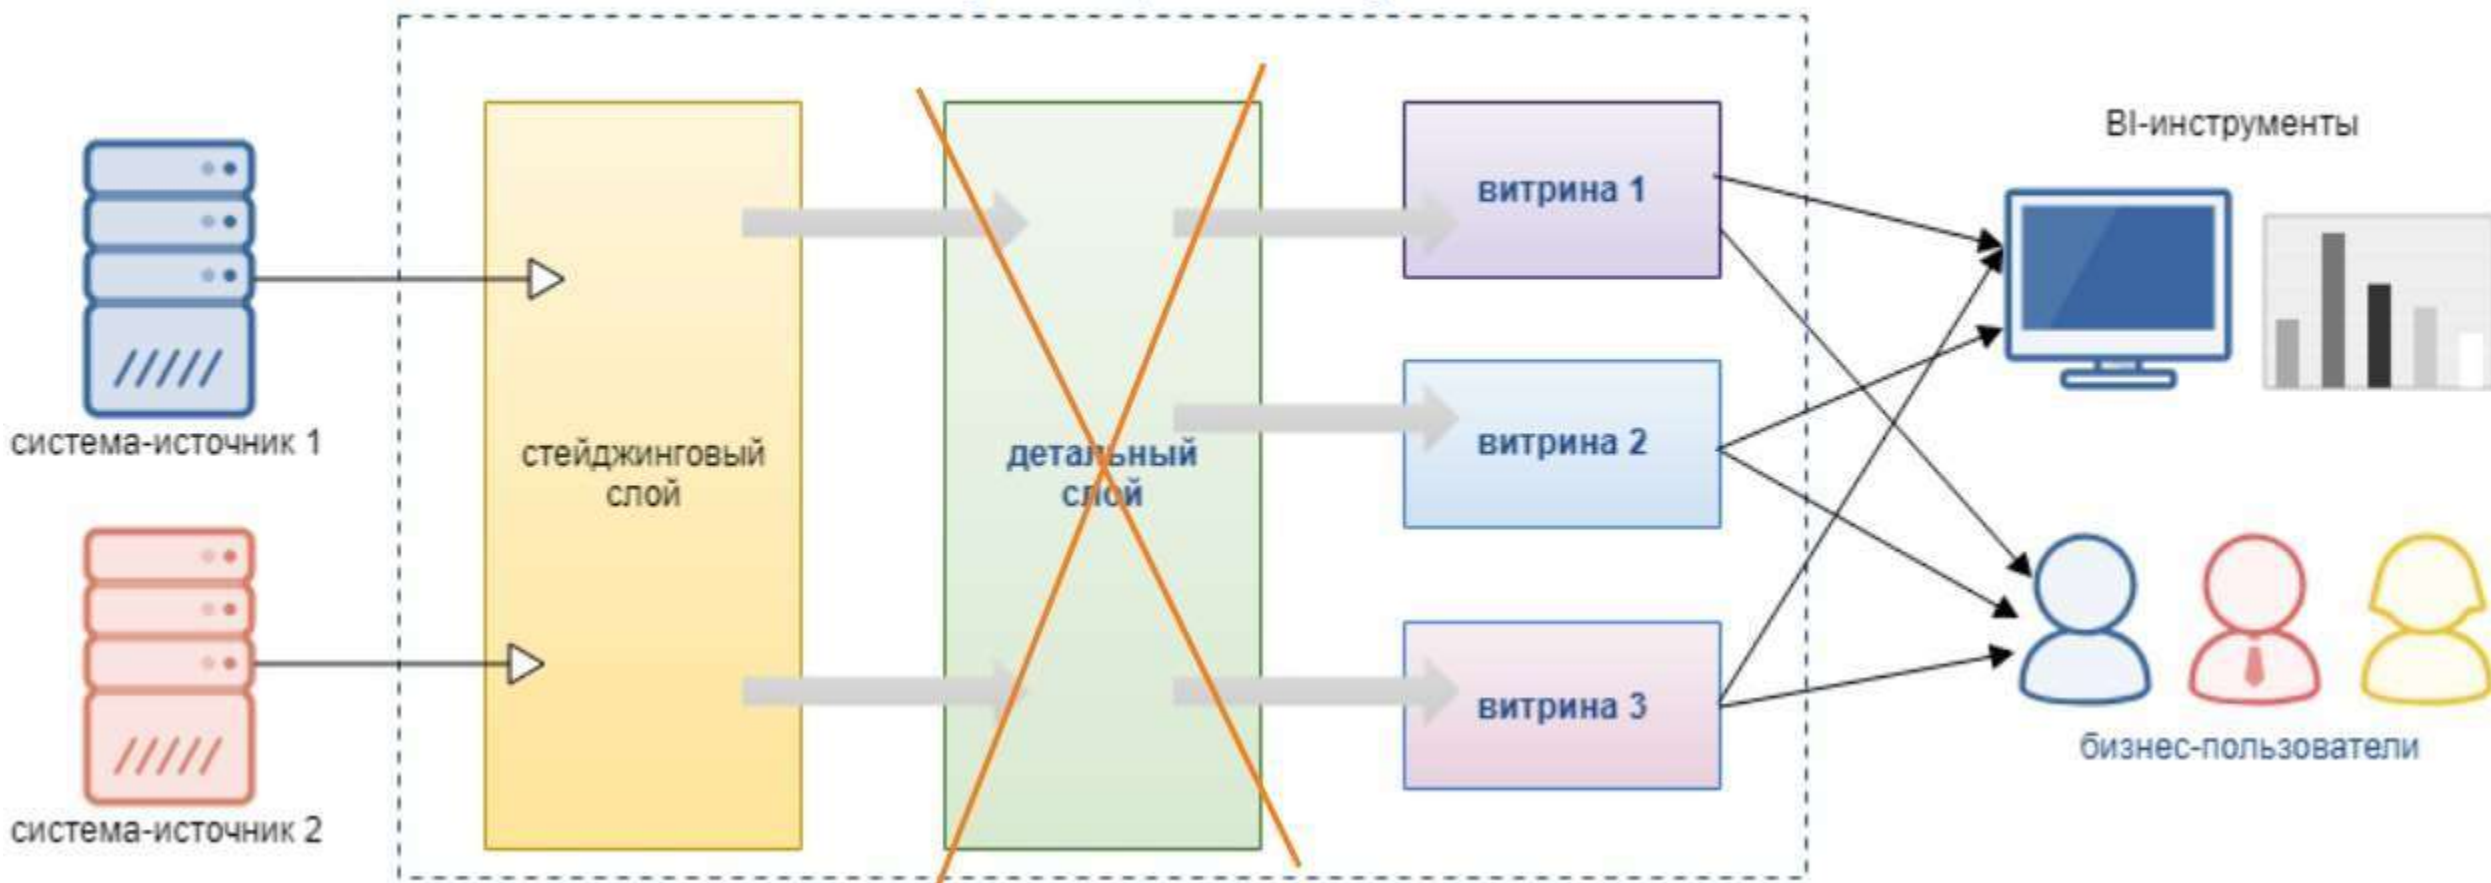 система-источник 1
система-источник 2
стейджинговый
слой
детальный
слой
витрина 1
витрина 2
витрина 3
BI-инструменты
бизнес-пользователи